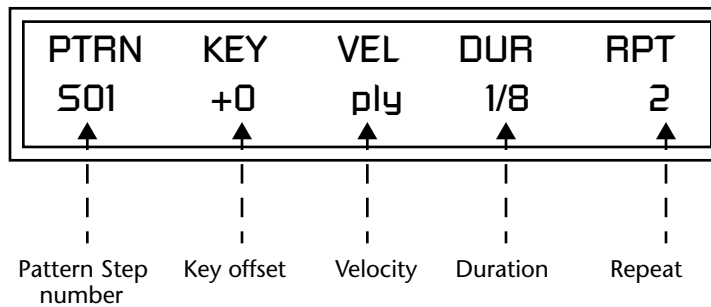 PTRN KEY VEL DUR RPT
S01 +0 ply 1/8 2
Pattern Step number Key offset Velocity Duration Repeat